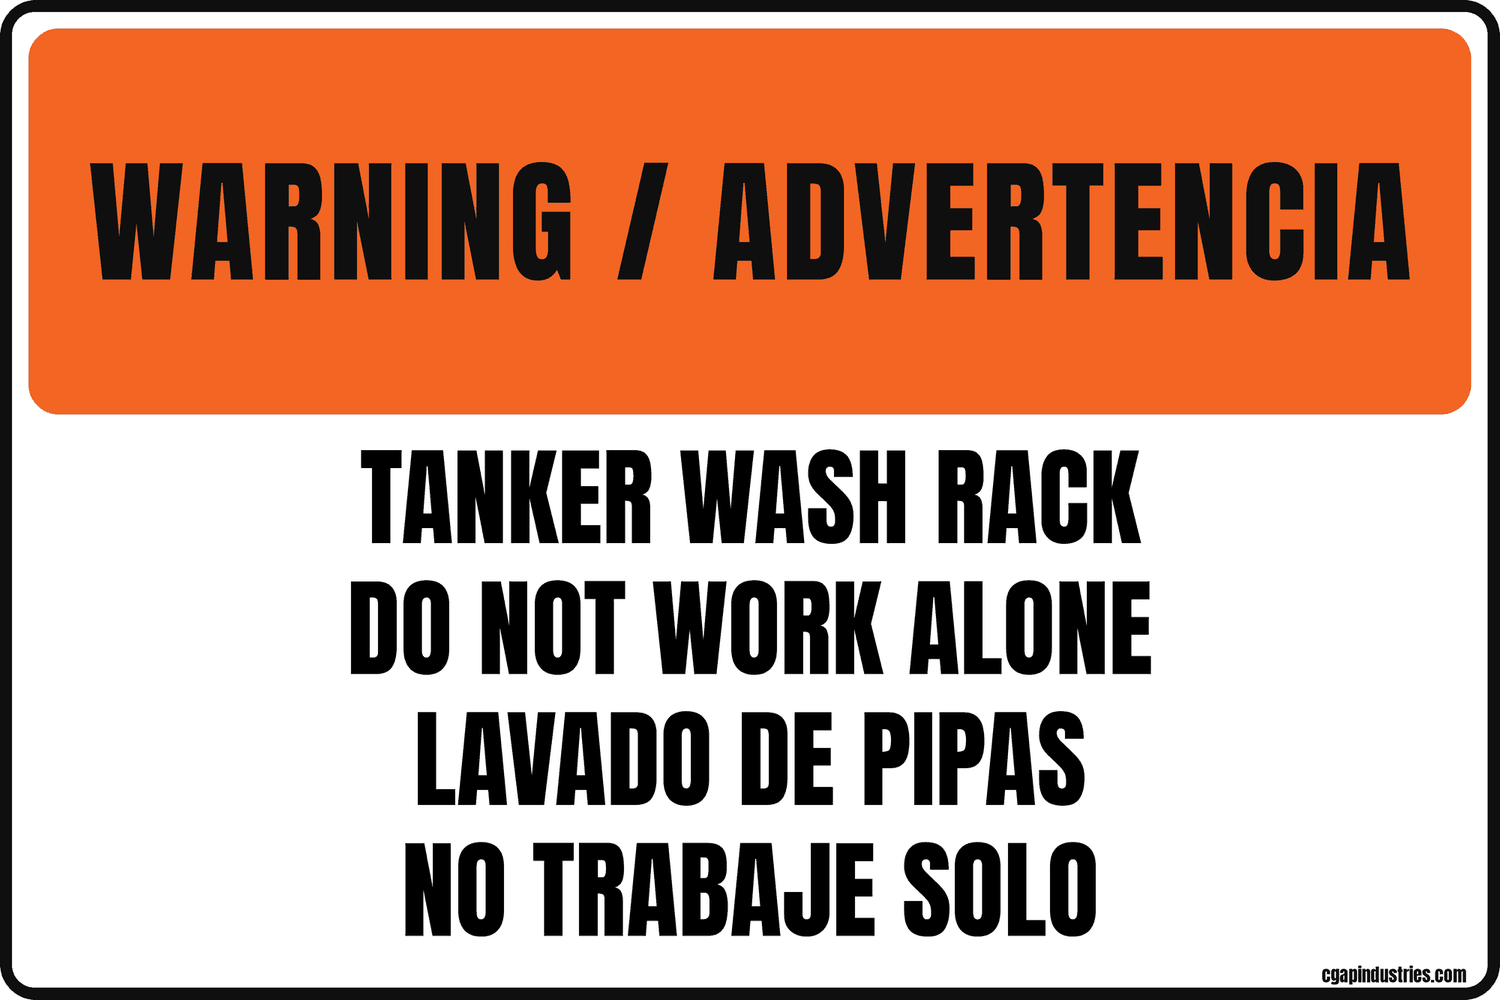 WARNING / ADVERTENCIA
TANKER WASH RACK
DO NOT WORK ALONE
LAVADO DE PIPAS
NO TRABAJE SOLO
cgapindustries.com